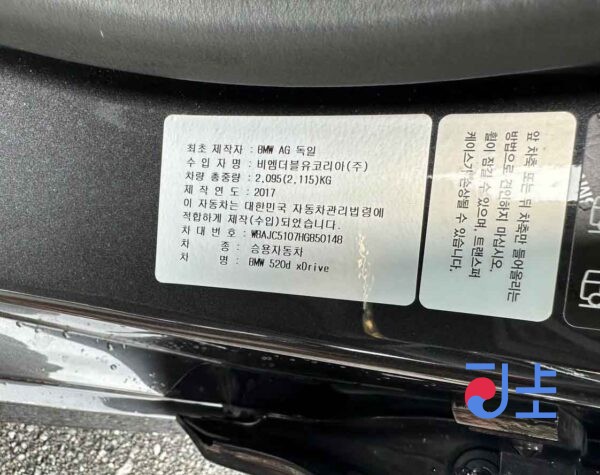 최초 제작자 : BMW AG 독일
수 입 자 명 : 비엠더블유코리아(주)
차량 총중량 : 2.095(2.115)KG
제 작 연 도 : 2017
이 자동차는 대한민국 자동차관리법령에
적합하게 제작(수입)되었습니다.
차 대 번 호 : WBAJC5107HG850148
차 종 : 승용자동차
차 명 : BMW 520d xDrive
앞 차축 또는 뒤 차축만 들어올리는
방법으로 견인하지 마십시오.
휠이 잠길 수 있으며 트랜스퍼
케이스가 손상될 수 있습니다.